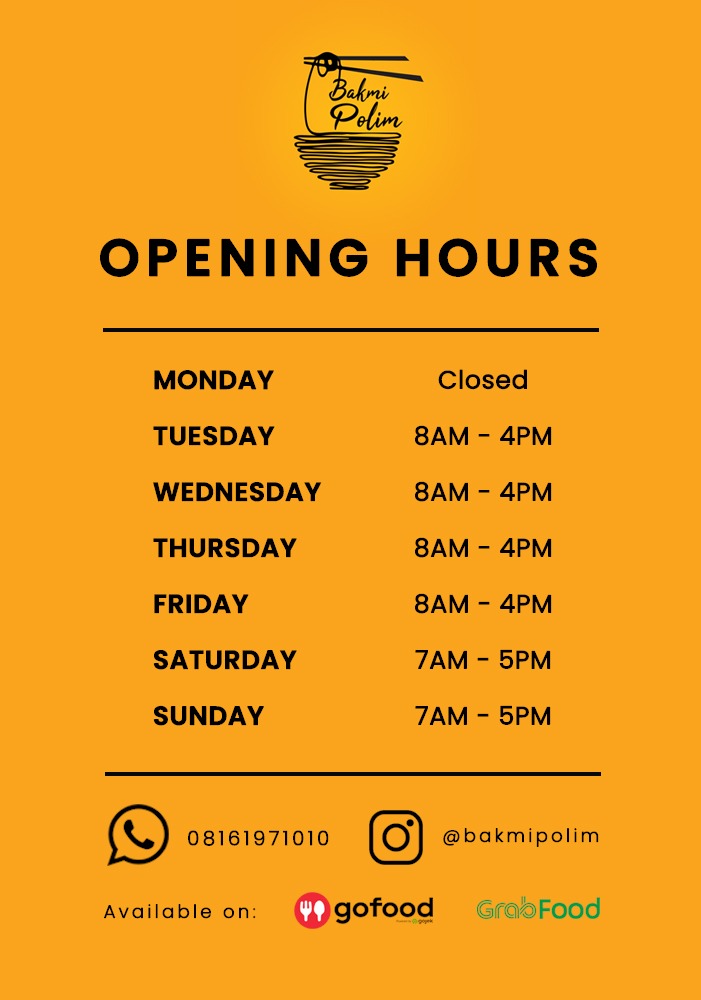 Bakmi
Polim
OPENING HOURS
MONDAY Closed
TUESDAY 8AM - 4PM
WEDNESDAY 8AM - 4PM
THURSDAY 8AM - 4PM
FRIDAY 8AM - 4PM
SATURDAY 7AM - 5PM
SUNDAY 7AM - 5PM
08161971010 @bakmipolim
Available on: gofood GrabFood
gojek